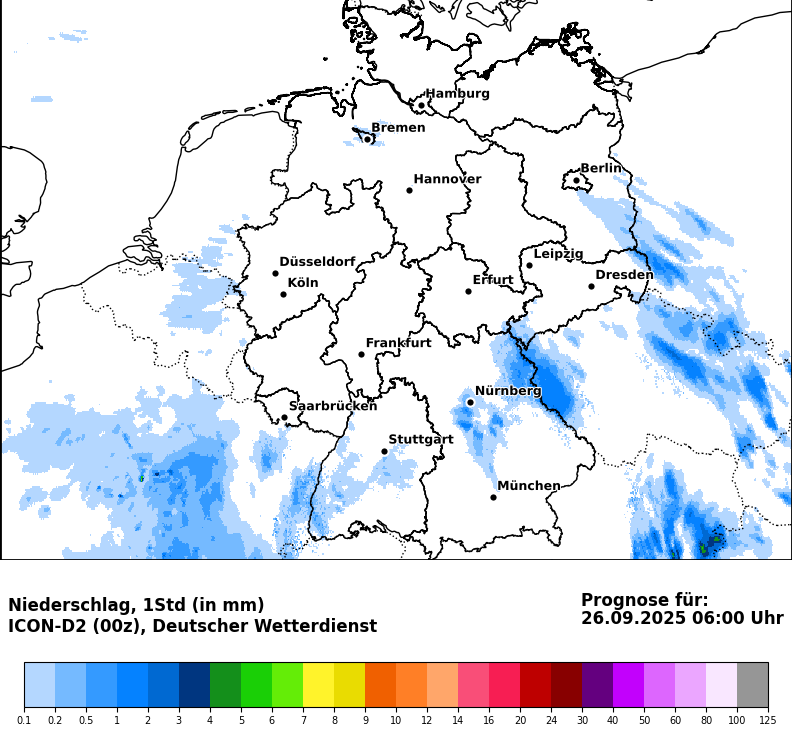 Hamburg
Bremen
Berlin
Hannover
Leipzig
Düsseldorf
Dresden
Köln
Erfurt
Frankfurt
Nürnberg
Saarbrücken
Stuttgart
München
Niederschlag, 1Std (in mm)
ICON-D2 (00z), Deutscher Wetterdienst
Prognose für:
26.09.2025 06:00 Uhr
0.1 0.2 0.5 1 2 3 4 5 6 7 8 9 10 12 14 16 20 24 30 40 50 60 80 100 125